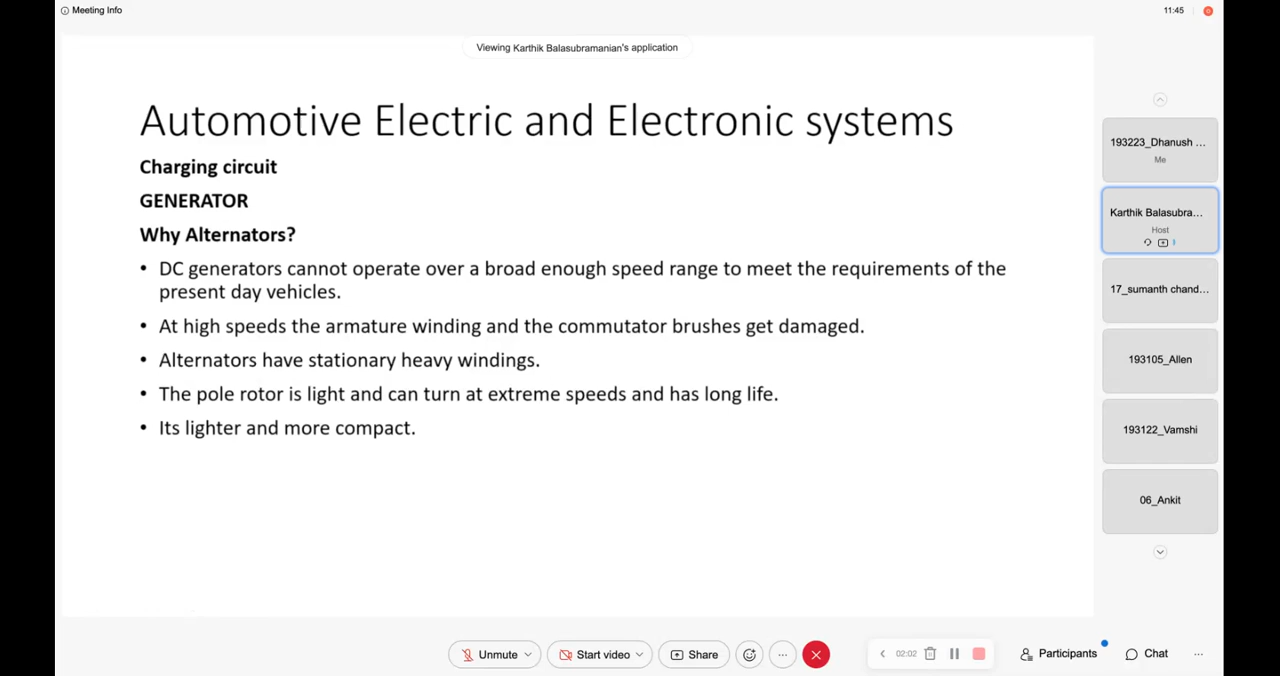 Meeting Info
11:45
Viewing Karthik Balasubramanian's application
Automotive Electric and Electronic systems
Charging circuit
GENERATOR
Why Alternators?
• DC generators cannot operate over a broad enough speed range to meet the requirements of the
present day vehicles.
• At high speeds the armature winding and the commutator brushes get damaged.
• Alternators have stationary heavy windings.
• The pole rotor is light and can turn at extreme speeds and has long life.
• Its lighter and more compact.
193223_Dhanush ...
Me
Karthik Balasubra...
Host
17_sumanth chand...
193105_Allen
193122_Vamshi
06_Ankit
Unmute
Start video
Share
02:02
Participants
Chat